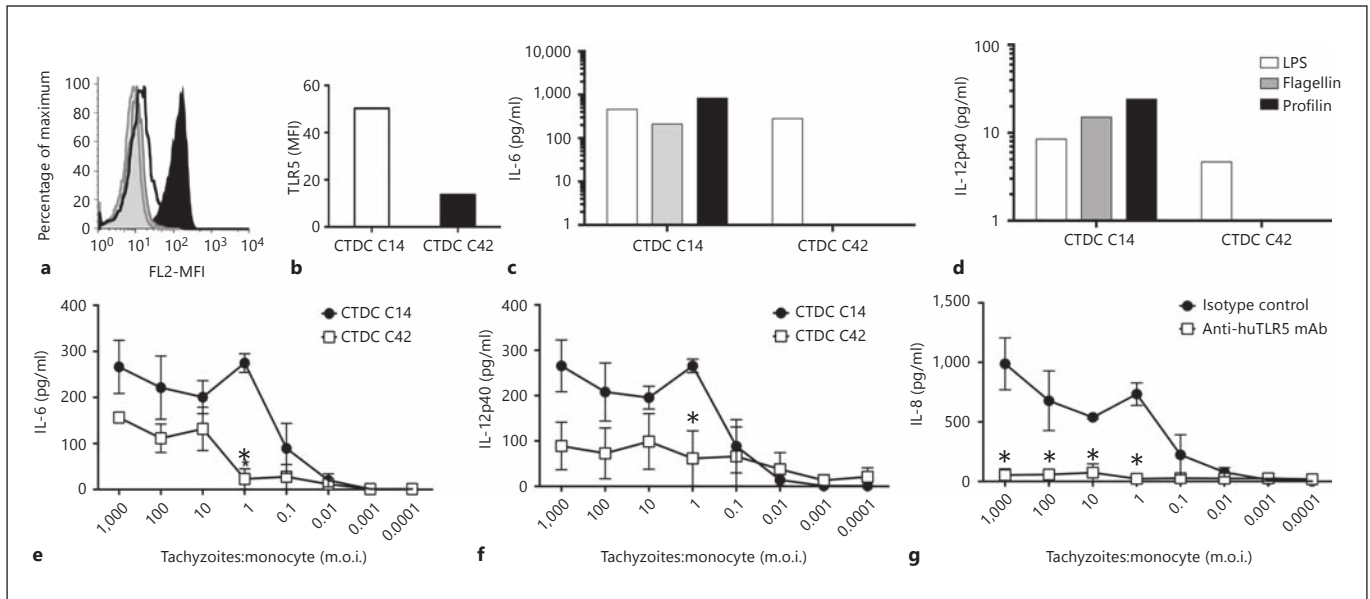 Percentage of maximum
100
80
60
40
20
0
10⁰ 10¹ 10² 10³ 10⁴
FL2-MFI
a
TLR5 (MFI)
60
40
20
0
CTDC C14 CTDC C42
b
IL-6 (pg/ml)
10,000
1,000
100
10
1
CTDC C14 CTDC C42
c
IL-12p40 (pg/ml)
100
10
1
CTDC C14 CTDC C42
LPS
Flagellin
Profilin
d
IL-6 (pg/ml)
400
300
200
100
0
CTDC C14
CTDC C42
*
*
1,000 100 10 1 0.1 0.01 0.001 0.0001
Tachyzoites:monocyte (m.o.i.)
e
IL-12p40 (pg/ml)
400
300
200
100
0
CTDC C14
CTDC C42
*
1,000 100 10 1 0.1 0.01 0.001 0.0001
Tachyzoites:monocyte (m.o.i.)
f
IL-8 (pg/ml)
1,500
1,000
500
0
Isotype control
Anti-huTLR5 mAb
* * * *
1,000 100 10 1 0.1 0.01 0.001 0.0001
Tachyzoites:monocyte (m.o.i.)
g